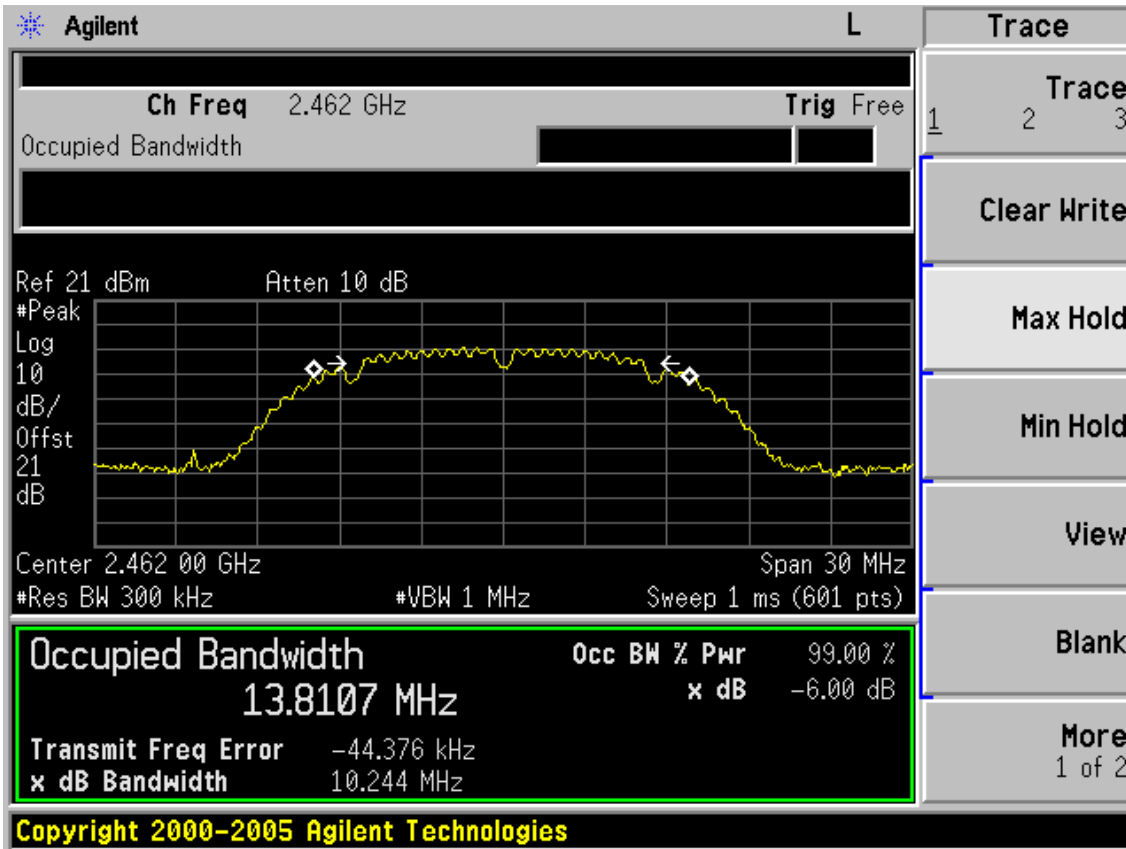 Agilent
L
Trace
Ch Freq 2.462 GHz
Trig Free
Occupied Bandwidth
Trace
1 2 3
Clear Write
Max Hold
Min Hold
View
Blank
More
1 of 2
Ref 21 dBm
Atten 10 dB
#Peak
Log
10
dB/
Offst
21
dB
Center 2.462 00 GHz
Span 30 MHz
#Res BW 300 kHz
#VBW 1 MHz
Sweep 1 ms (601 pts)
Occupied Bandwidth
13.8107 MHz
Occ BW % Pwr 99.00 %
x dB -6.00 dB
Transmit Freq Error -44.376 kHz
x dB Bandwidth 10.244 MHz
Copyright 2000-2005 Agilent Technologies